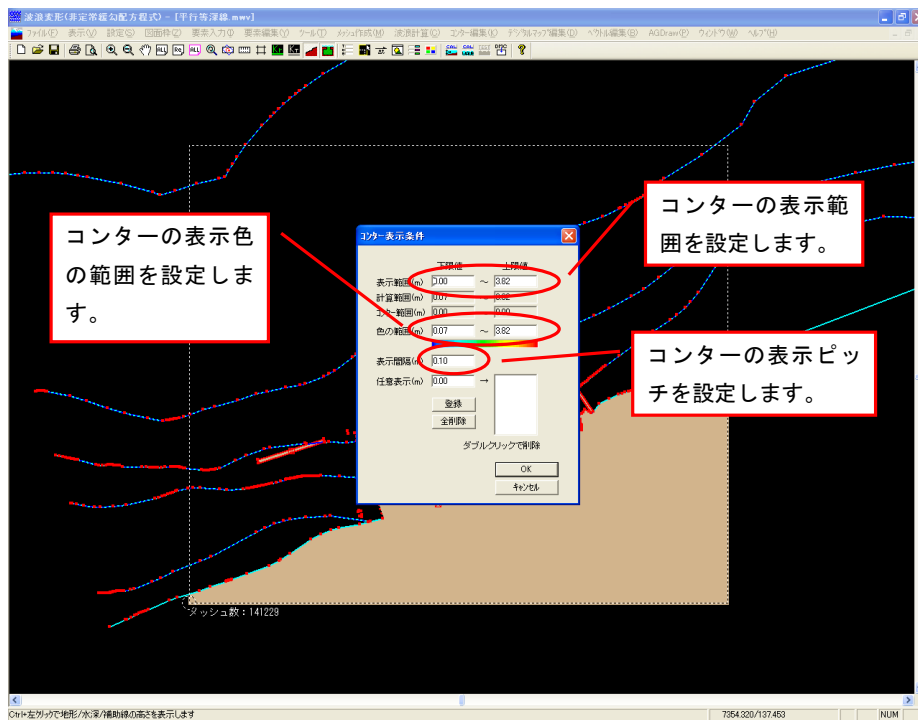 波浪変形(非定常緩勾配方程式) - [平行等深線.mwv]
ファイル(F) 表示(V) 設定(S) 図面枠(Z) 要素入力(I) 要素編集(Y) ツール(T) メッシュ作成(M) 波浪計算(C) コンター編集(K) デジタルマップ編集(D) ベクトル編集(B) AGDraw(P) ウィンドウ(W) ヘルプ(H)
コンターの表示範
囲を設定します。
コンターの表示色
の範囲を設定しま
す。
コンター表示条件
下限値 上限値
表示範囲(m) 0.00 ～ 3.82
計算範囲(m) 0.07 ～ 3.82
コンター範囲(m) 0.00 ～ 0.00
色の範囲(m) 0.07 ～ 3.82
表示間隔(m) 0.10
任意表示(m) 0.00 →
登録
全削除
ダブルクリックで削除
OK
キャンセル
コンターの表示ピッ
チを設定します。
メッシュ数：141229
Ctrl+左クリックで地形/水深/補助線の高さを表示します
7354.320/137.453
NUM